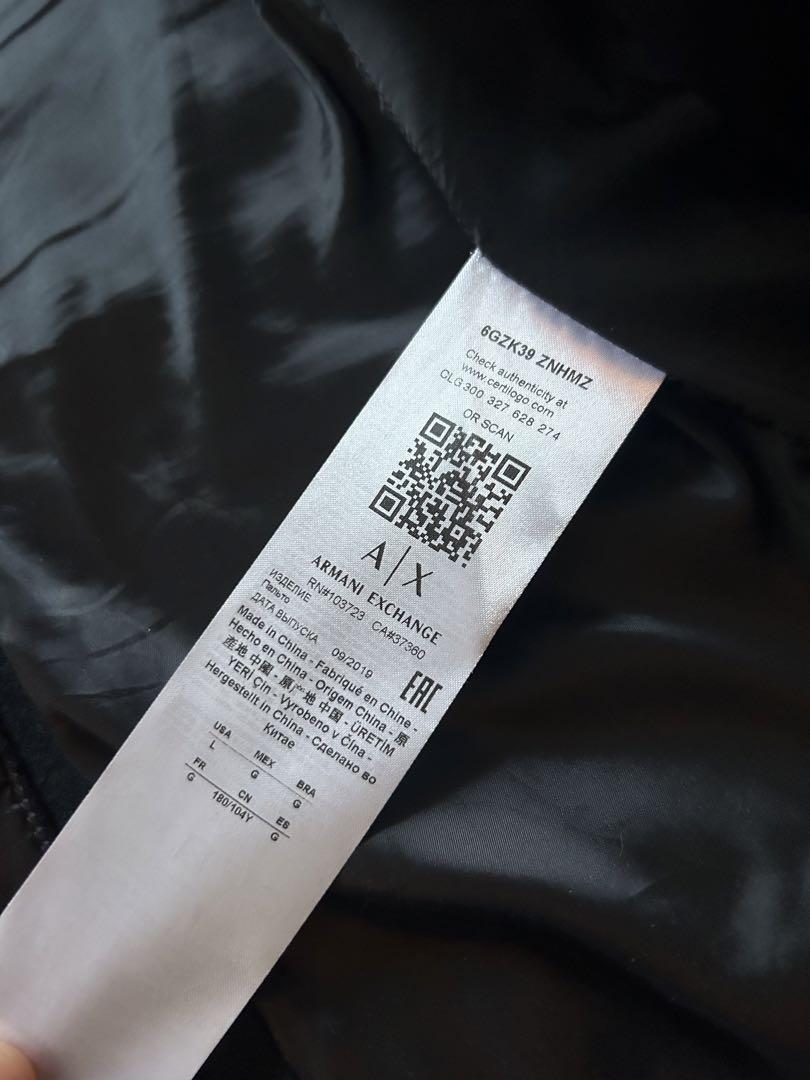 6GZK39 ZNHMZ
Check authenticity at
www.certilogo.com
CLG 300 327 628 274
OR SCAN
A|X
ARMANI EXCHANGE
RN#103723 CA#37360
ИЗДЕЛИЕ
Пальто
ДАТА ВЫПУСКА 09/2019
EAC
Made in China - Fabriqué en Chine -
Hecho en China - Origem China - 原
産地 中國 - 原产地 中国 - ÜRETİM
YERİ Çin - Vyrobeno v Čína -
Hergestellt in China - Сделано во
Китае
USA MEX BRA
L G G
FR CN ES
G 180/104Y G